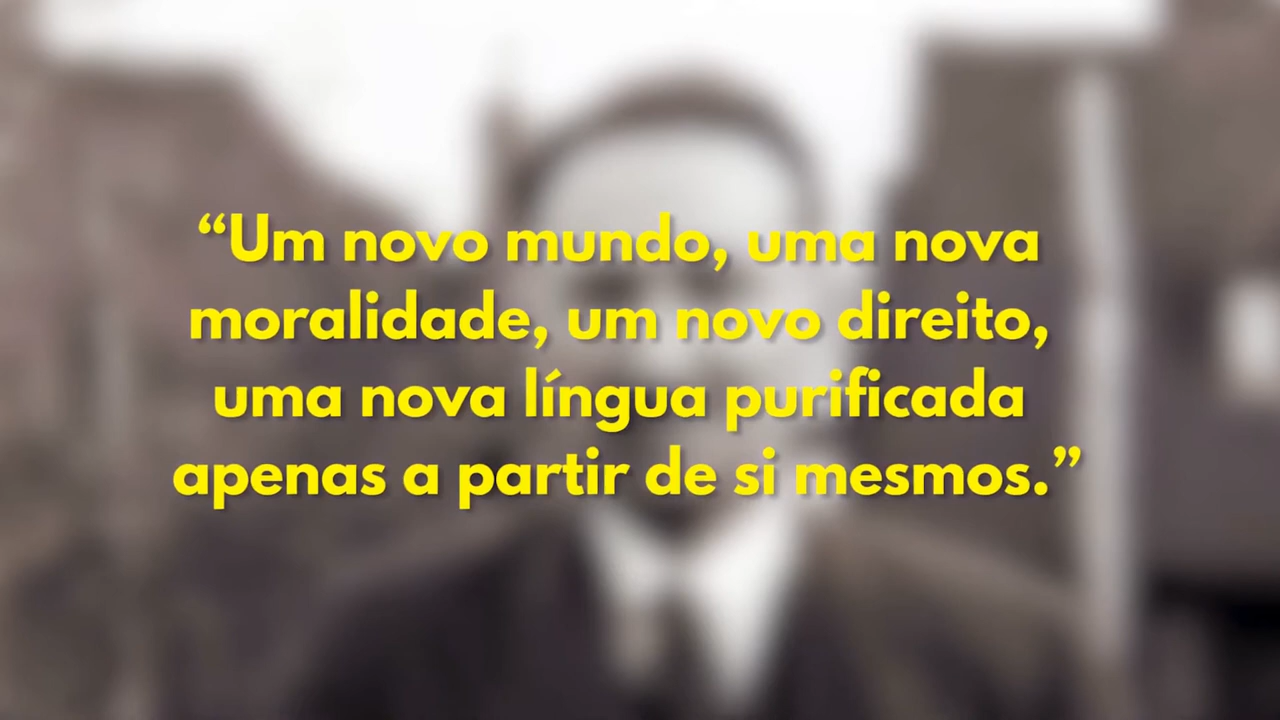 “Um novo mundo, uma nova
moralidade, um novo direito,
uma nova língua purificada
apenas a partir de si mesmos.”